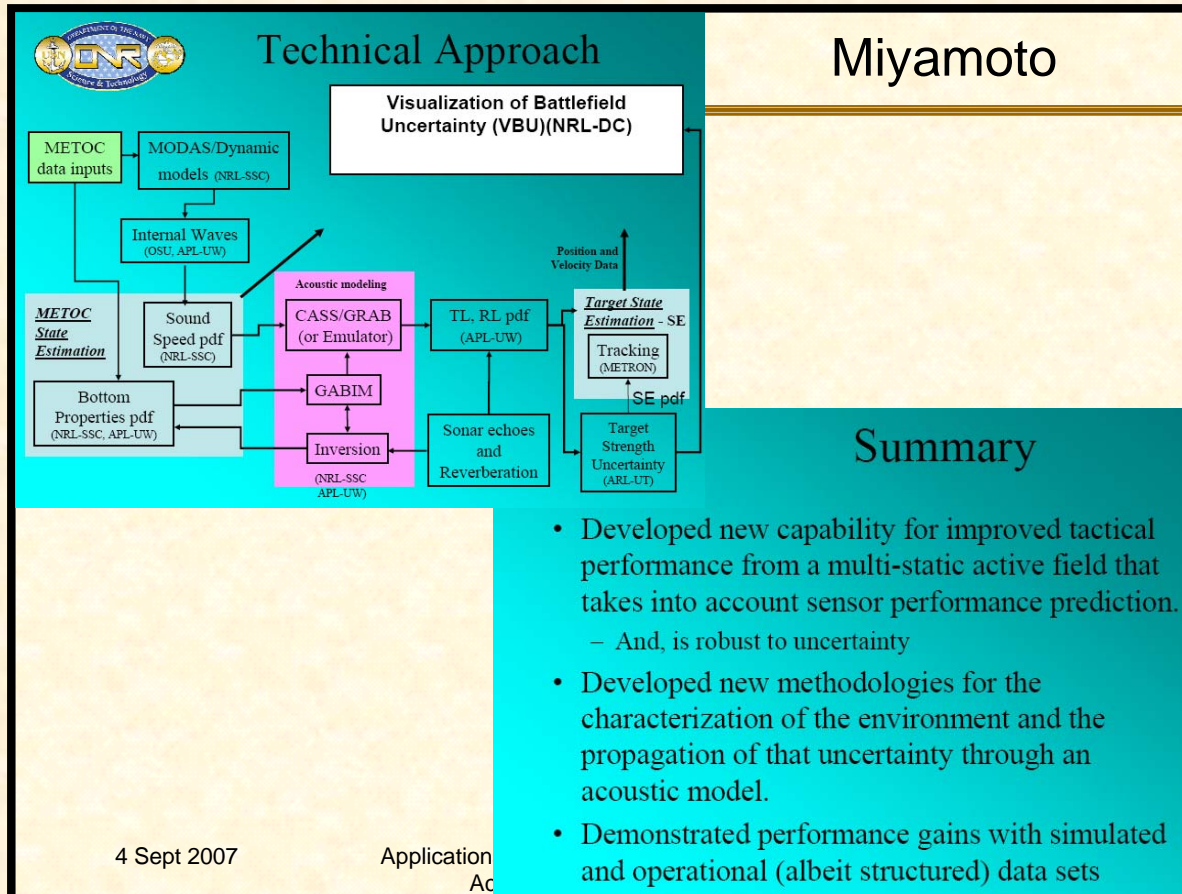 DEPARTMENT OF THE NAVY
ONR
Science & Technology
Technical Approach
Miyamoto
Visualization of Battlefield
Uncertainty (VBU)(NRL-DC)
METOC
data inputs
MODAS/Dynamic
models (NRL-SSC)
Internal Waves
(OSU, APL-UW)
Position and
Velocity Data
METOC
State
Estimation
Sound
Speed pdf
(NRL-SSC)
Acoustic modeling
CASS/GRAB
(or Emulator)
TL, RL pdf
(APL-UW)
Target State
Estimation - SE
Tracking
(METRON)
SE pdf
Bottom
Properties pdf
(NRL-SSC, APL-UW)
GABIM
Inversion
(NRL-SSC
APL-UW)
Sonar echoes
and
Reverberation
Target
Strength
Uncertainty
(ARL-UT)
Summary
• Developed new capability for improved tactical
performance from a multi-static active field that
takes into account sensor performance prediction.
– And, is robust to uncertainty
• Developed new methodologies for the
characterization of the environment and the
propagation of that uncertainty through an
acoustic model.
• Demonstrated performance gains with simulated
and operational (albeit structured) data sets
4 Sept 2007
Application